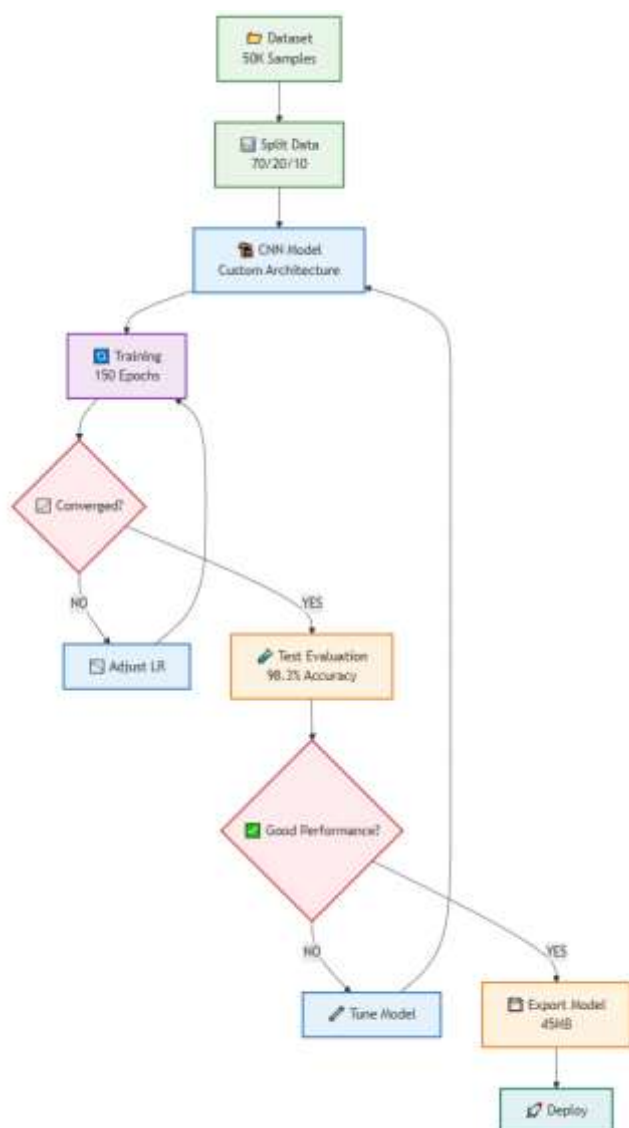 📂 Dataset
50K Samples
📊 Split Data
70/20/10
CNN Model
Custom Architecture
🔄 Training
150 Epochs
Converged?
NO
YES
Adjust LR
🧪 Test Evaluation
98.3% Accuracy
✅ Good Performance?
NO
YES
Tune Model
💾 Export Model
45MB
🚀 Deploy